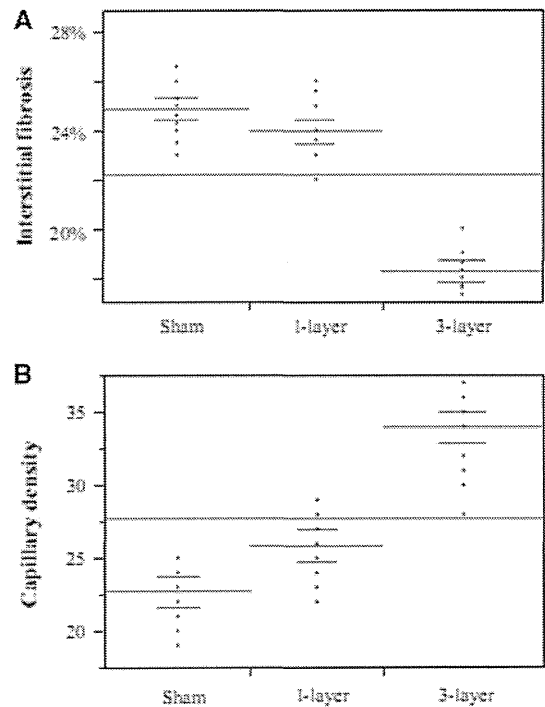 A
Interstitial fibrosis
28%
24%
20%
Sham 1-layer 3-layer
B
Capillary density
35
30
25
20
Sham 1-layer 3-layer